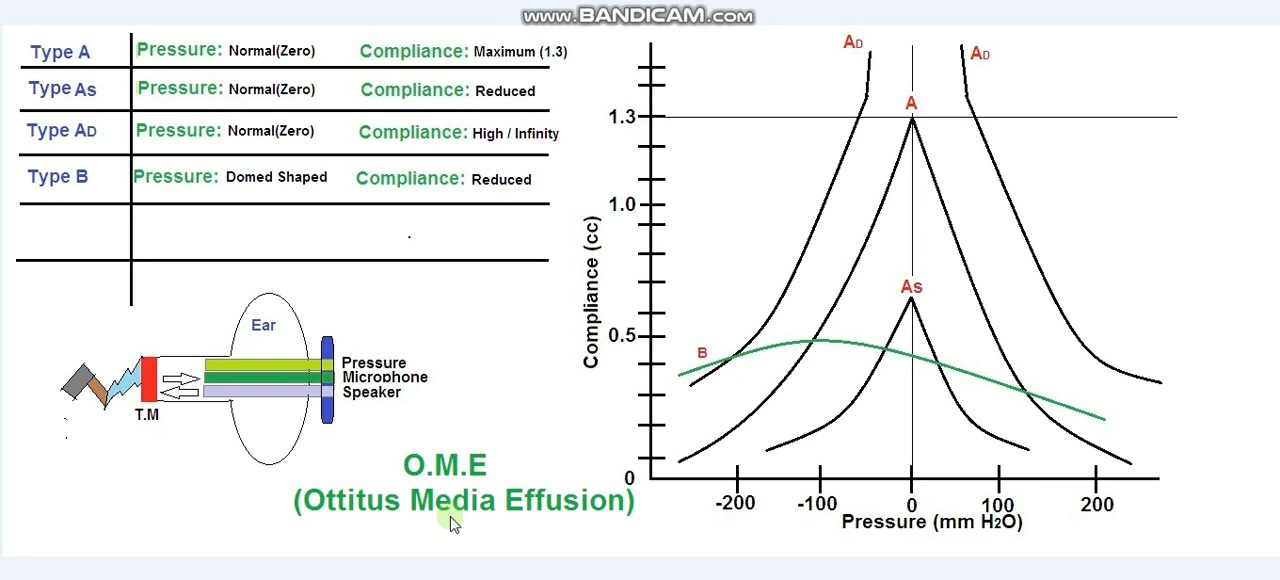 www.BANDICAM.com
Type A Pressure: Normal(Zero) Compliance: Maximum (1.3)
Type As Pressure: Normal(Zero) Compliance: Reduced
Type AD Pressure: Normal(Zero) Compliance: High / Infinity
Type B Pressure: Domed Shaped Compliance: Reduced
Ear
Pressure
Microphone
Speaker
T.M
O.M.E
(Ottitus Media Effusion)
AD
AD
A
As
B
Compliance (cc)
1.3
1.0
0.5
0
-200 -100 0 100 200
Pressure (mm H2O)